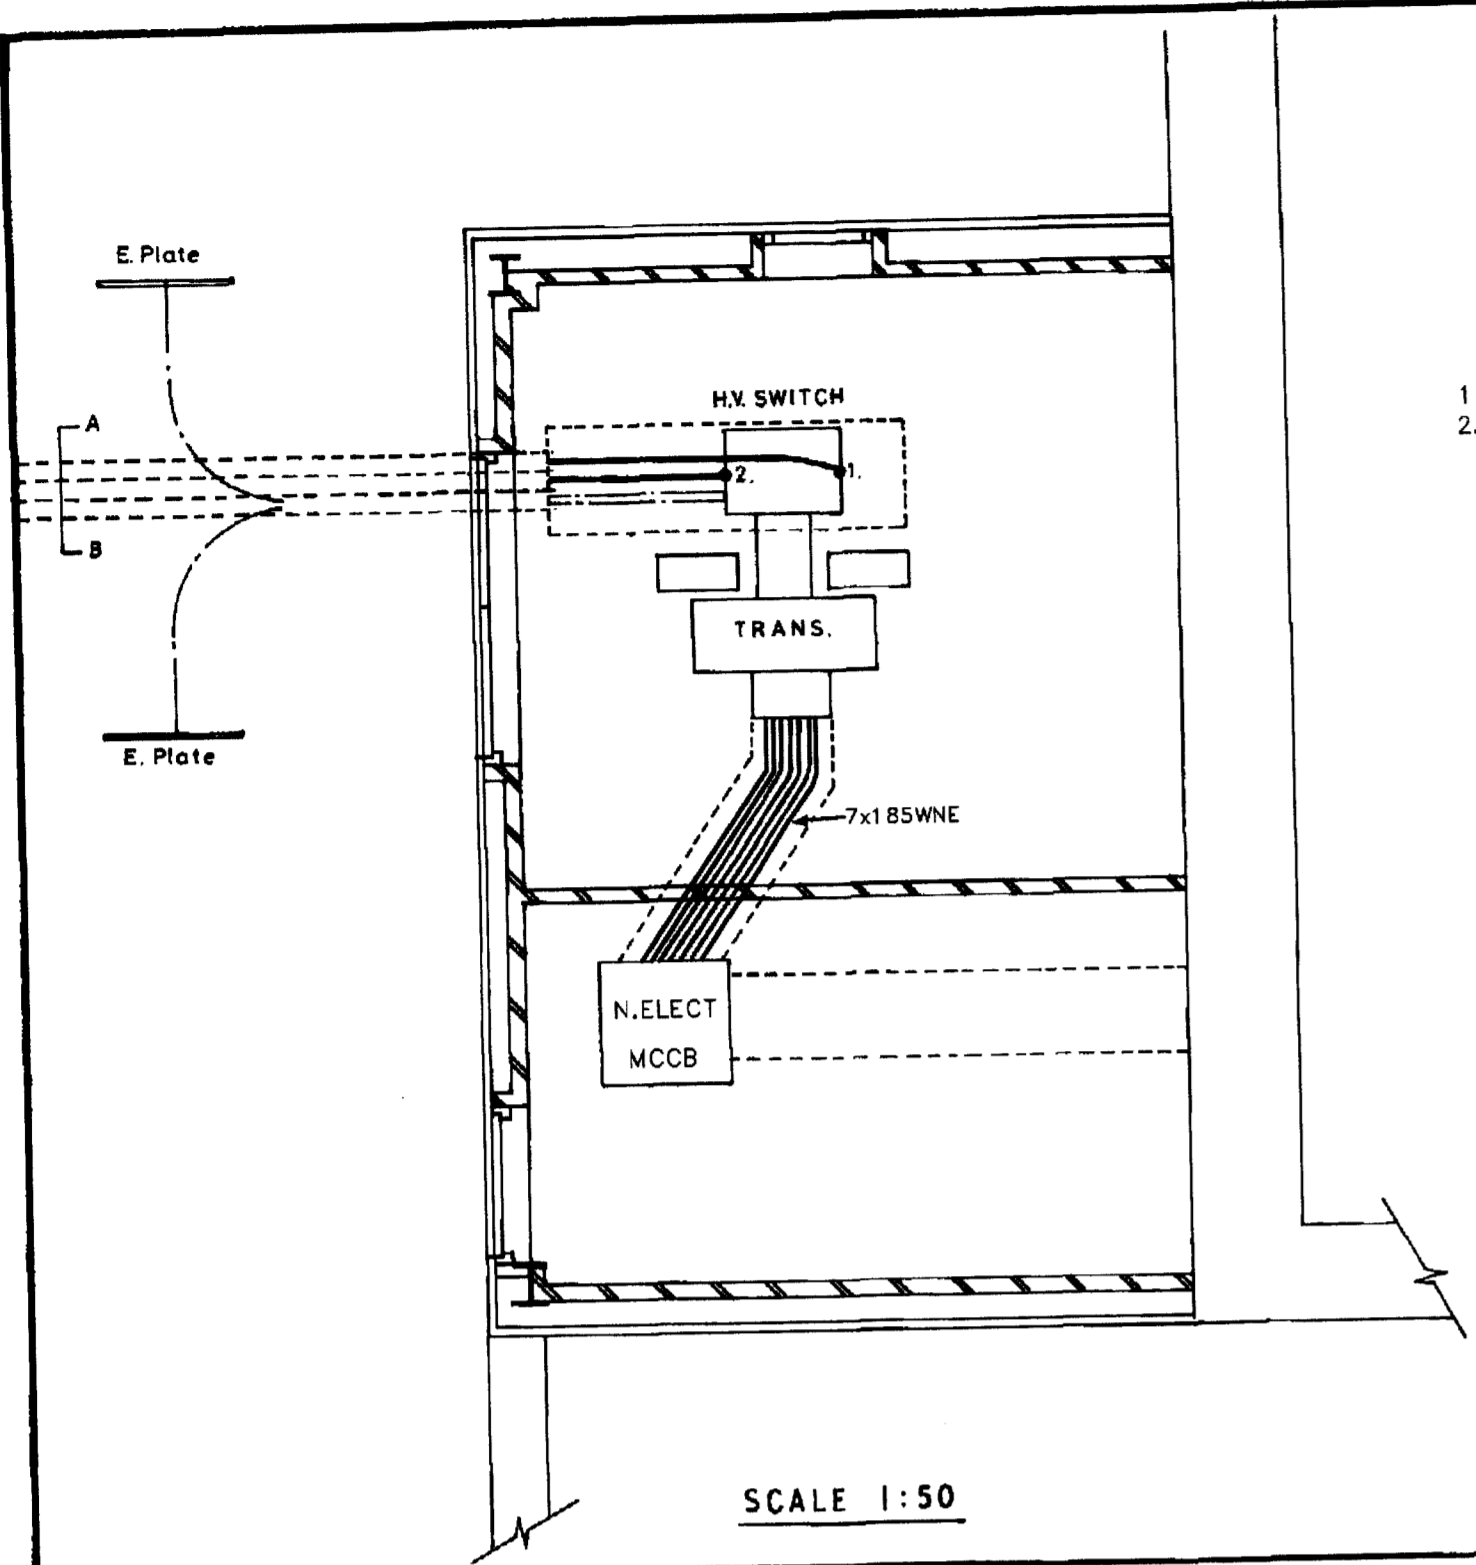 E. Plate
H.V. SWITCH
1
2.
A
2.
1.
B
TRANS.
E. Plate
7x185WNE
N.ELECT
MCCB
SCALE 1:50